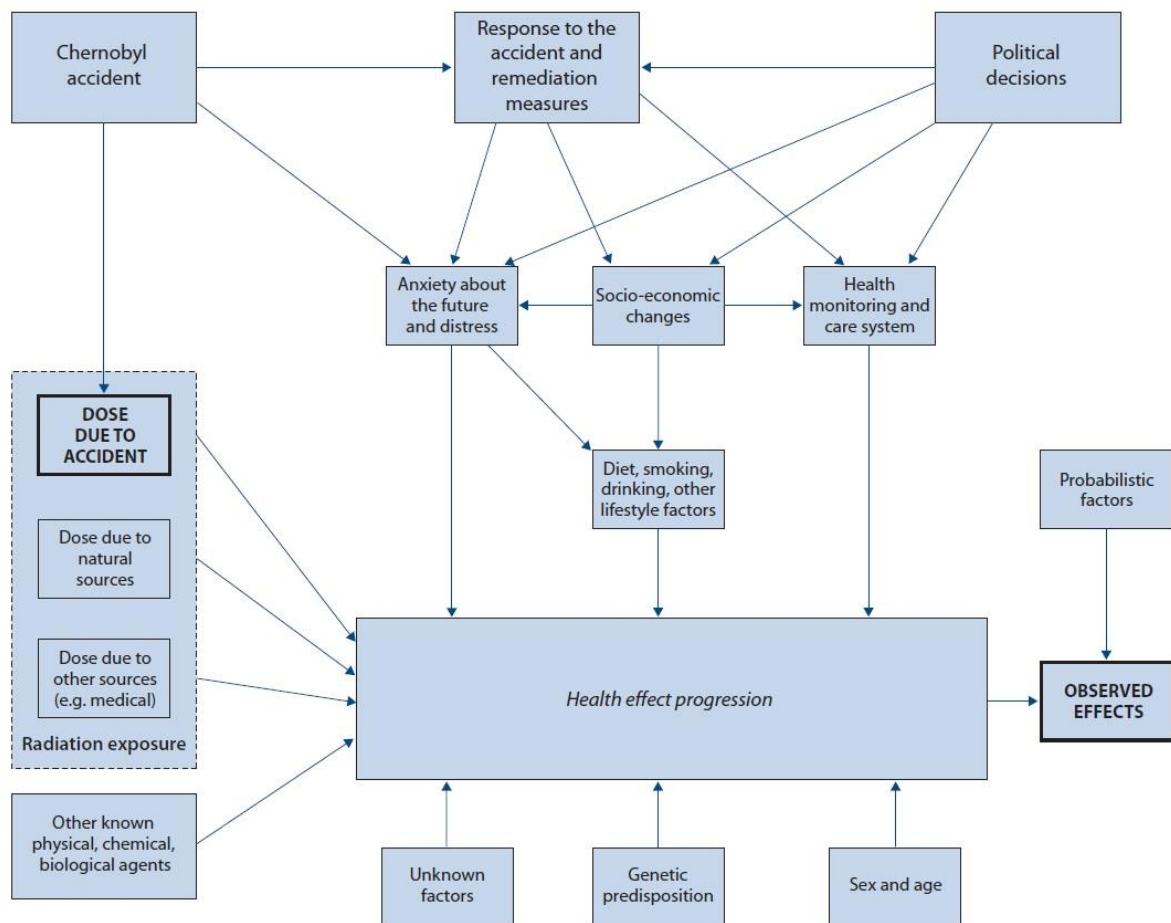 Chernobyl
accident
Response to the
accident and
remediation
measures
Political
decisions
Anxiety about
the future
and distress
Socio-economic
changes
Health
monitoring and
care system
DOSE
DUE TO
ACCIDENT
Dose due to
natural
sources
Dose due to
other sources
(e.g. medical)
Radiation exposure
Diet, smoking,
drinking, other
lifestyle factors
Probabilistic
factors
Health effect progression
OBSERVED
EFFECTS
Other known
physical, chemical,
biological agents
Unknown
factors
Genetic
predisposition
Sex and age